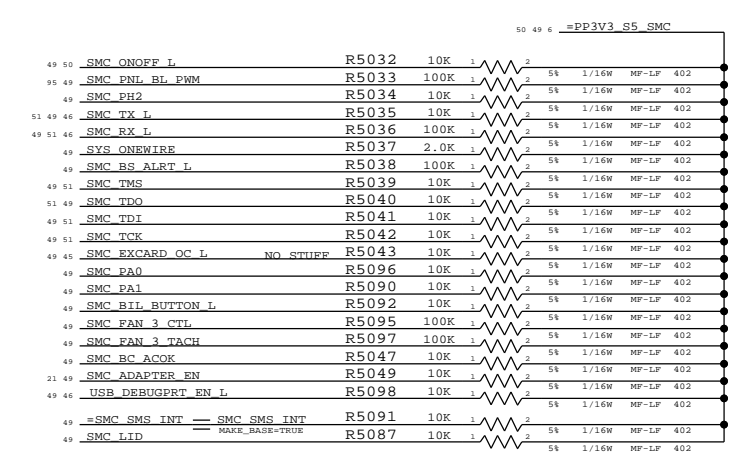 50 49 6 =PP3V3_S5_SMC
49 50 SMC_ONOFF_L R5032 10K 1 2
5% 1/16W MF-LF 402
95 49 SMC_PNL_BL_PWM R5033 100K 1 2
5% 1/16W MF-LF 402
49 SMC_PH2 R5034 10K 1 2
5% 1/16W MF-LF 402
51 49 46 SMC_TX_L R5035 10K 1 2
5% 1/16W MF-LF 402
49 51 46 SMC_RX_L R5036 100K 1 2
5% 1/16W MF-LF 402
49 SYS_ONEWIRE R5037 2.0K 1 2
5% 1/16W MF-LF 402
49 SMC_BS_ALRT_L R5038 100K 1 2
5% 1/16W MF-LF 402
49 51 SMC_TMS R5039 10K 1 2
5% 1/16W MF-LF 402
51 49 SMC_TDO R5040 10K 1 2
5% 1/16W MF-LF 402
49 51 SMC_TDI R5041 10K 1 2
5% 1/16W MF-LF 402
49 51 SMC_TCK R5042 10K 1 2
5% 1/16W MF-LF 402
49 45 SMC_EXCARD_OC_L NO STUFF R5043 10K 1 2
5% 1/16W MF-LF 402
49 SMC_PA0 R5096 10K 1 2
5% 1/16W MF-LF 402
49 SMC_PA1 R5090 10K 1 2
5% 1/16W MF-LF 402
49 SMC_BIL_BUTTON_L R5092 10K 1 2
5% 1/16W MF-LF 402
49 SMC_FAN_3_CTL R5095 100K 1 2
5% 1/16W MF-LF 402
49 SMC_FAN_3_TACH R5097 100K 1 2
5% 1/16W MF-LF 402
49 SMC_BC_ACOK R5047 10K 1 2
5% 1/16W MF-LF 402
21 49 SMC_ADAPTER_EN R5049 10K 1 2
5% 1/16W MF-LF 402
49 46 USB_DEBUGPRT_EN_L R5098 10K 1 2
5% 1/16W MF-LF 402
49 =SMC_SMS_INT SMC_SMS_INT R5091 10K 1 2
MAKE_BASE=TRUE 5% 1/16W MF-LF 402
49 SMC_LID R5087 10K 1 2
5% 1/16W MF-LF 402